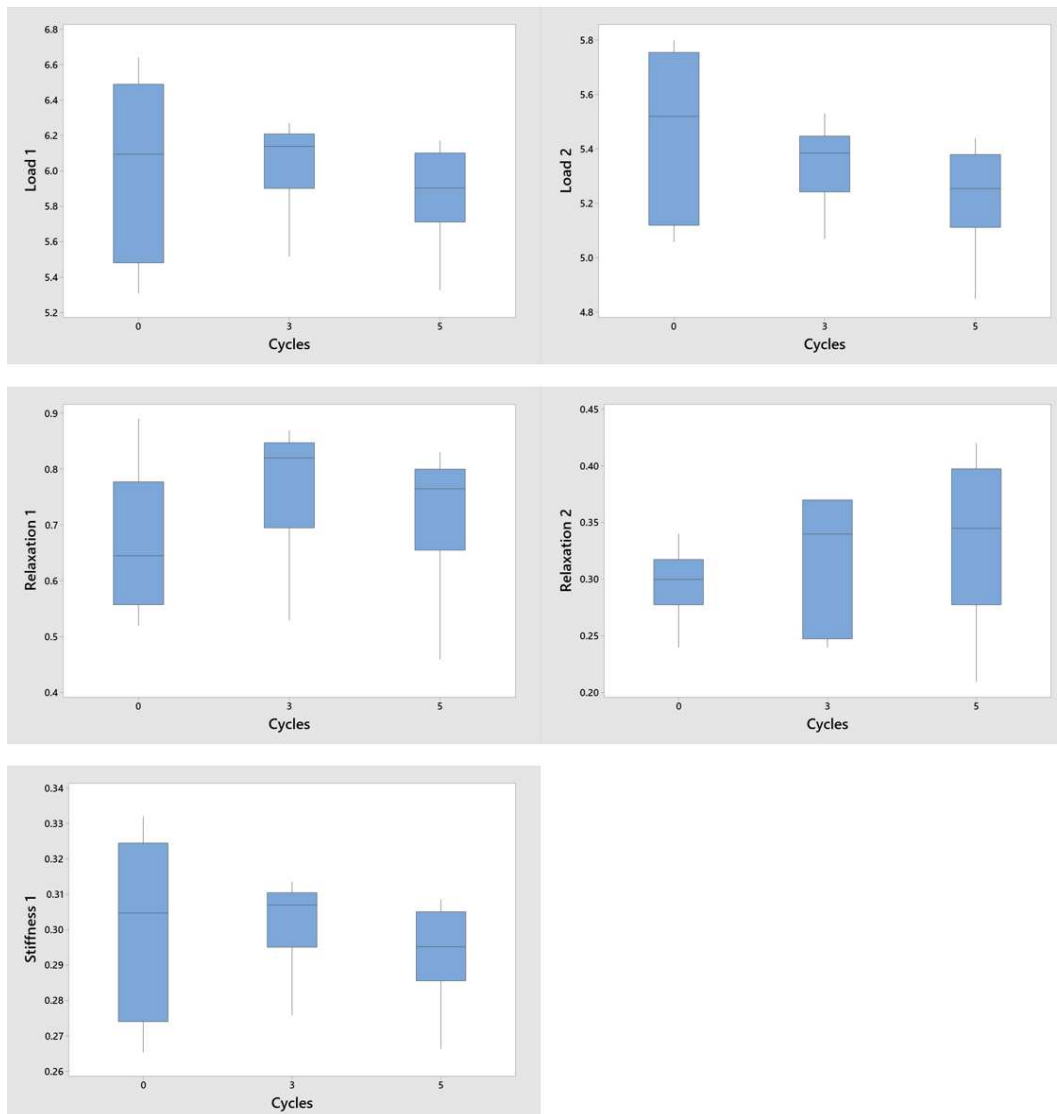 Load 1
6.8
6.6
6.4
6.2
6.0
5.8
5.6
5.4
5.2
0 3 5
Cycles
Load 2
5.8
5.6
5.4
5.2
5.0
4.8
0 3 5
Cycles
Relaxation 1
0.9
0.8
0.7
0.6
0.5
0.4
0 3 5
Cycles
Relaxation 2
0.45
0.40
0.35
0.30
0.25
0.20
0 3 5
Cycles
Stiffness 1
0.34
0.33
0.32
0.31
0.30
0.29
0.28
0.27
0.26
0 3 5
Cycles